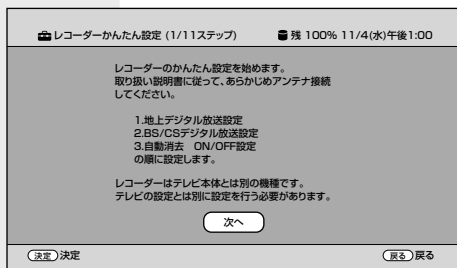 レコーダーかんたん設定 (1/11ステップ) 残 100% 11/4(水)午後1:00
レコーダーのかんたん設定を始めます。
取り扱い説明書に従って、あらかじめアンテナ接続
してください。
1.地上デジタル放送設定
2.BS/CSデジタル放送設定
3.自動消去 ON/OFF設定
の順に設定します。
レコーダーはテレビ本体とは別の機種です。
テレビの設定とは別に設定を行う必要があります。
次へ
決定 決定 戻る 戻る